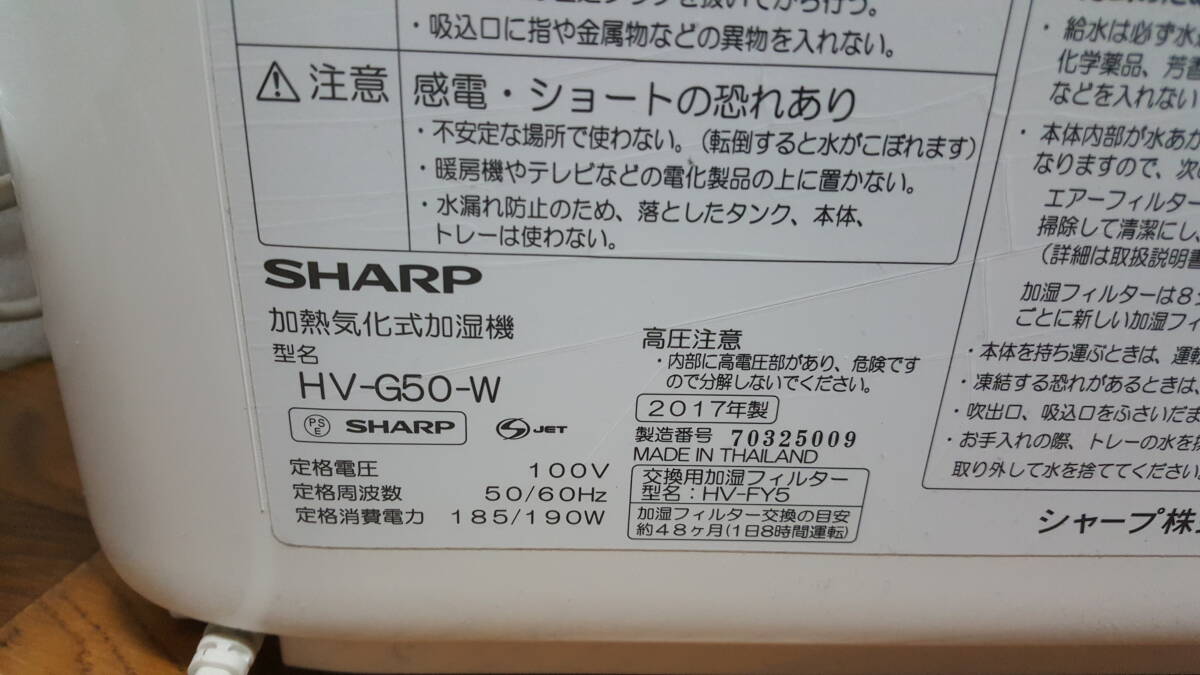 ・吸込口に指や金属物などの異物を入れない。
注意
感電・ショートの恐れあり
・不安定な場所で使わない。（転倒すると水がこぼれます）
・暖房機やテレビなどの電化製品の上に置かない。
・水漏れ防止のため、落としたタンク、本体、
トレーは使わない。
SHARP
加熱気化式加湿機
型名
HV-G50-W
PS
E
SHARP
S JET
定格電圧 100V
定格周波数 50/60Hz
定格消費電力 185/190W
高圧注意
・内部に高電圧部があり、危険です
ので分解しないでください。
2017年製
製造番号 70325009
MADE IN THAILAND
交換用加湿フィルター
型名：HV-FY5
加湿フィルター交換の目安
約48ヶ月(1日8時間運転)
・給水は必ず水
化学薬品、芳香
などを入れない
・本体内部が水あか
なりますので、次の
エアーフィルター
掃除して清潔にし、
（詳細は取扱説明書
加湿フィルターは8
ごとに新しい加湿フィ
・本体を持ち運ぶときは、運転
・凍結する恐れがあるときは、
・吹出口、吸込口をふさいだま
・お手入れの際、トレーの水を捨
取り外して水を捨ててください
シャープ株